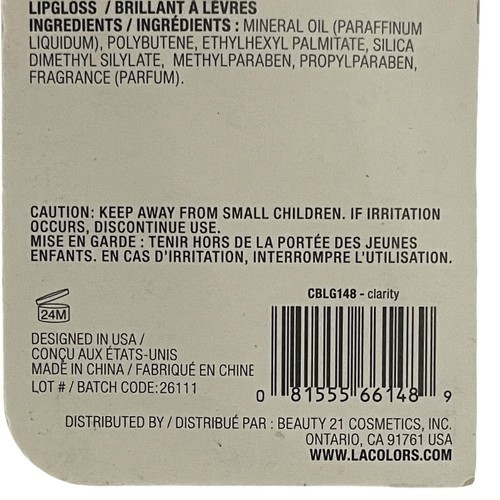 LIPGLOSS / BRILLANT À LÈVRES
INGREDIENTS / INGRÉDIENTS : MINERAL OIL (PARAFFINUM
LIQUIDUM), POLYBUTENE, ETHYLHEXYL PALMITATE, SILICA
DIMETHYL SILYLATE, METHYLPARABEN, PROPYLPARABEN,
FRAGRANCE (PARFUM).
CAUTION: KEEP AWAY FROM SMALL CHILDREN. IF IRRITATION
OCCURS, DISCONTINUE USE.
MISE EN GARDE : TENIR HORS DE LA PORTÉE DES JEUNES
ENFANTS. EN CAS D'IRRITATION, INTERROMPRE L'UTILISATION.
24M
CBLG148 - clarity
DESIGNED IN USA /
CONÇU AUX ÉTATS-UNIS
MADE IN CHINA / FABRIQUÉ EN CHINE
LOT # / BATCH CODE: 26111
0 81555 66148 9
DISTRIBUTED BY / DISTRIBUÉ PAR : BEAUTY 21 COSMETICS, INC.
ONTARIO, CA 91761 USA
WWW.LACOLORS.COM